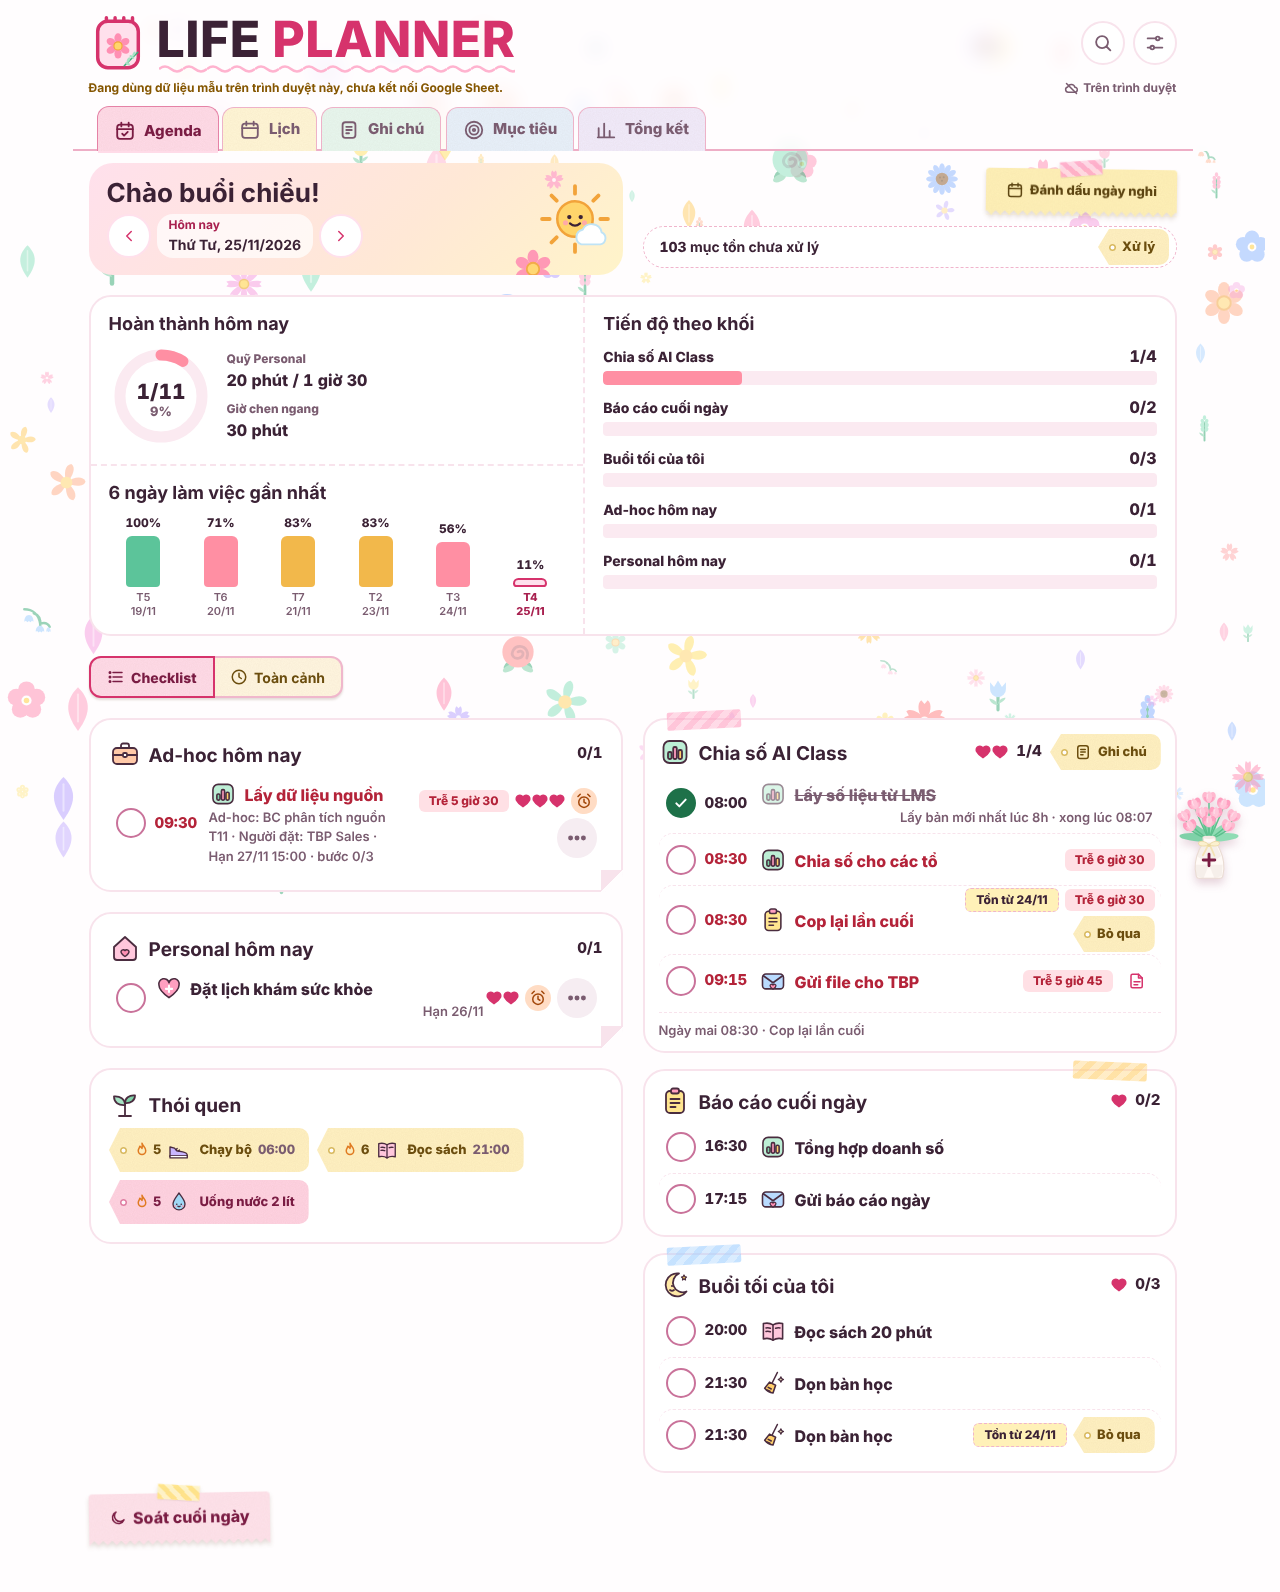 LIFE PLANNER
Đang dùng dữ liệu mẫu trên trình duyệt này, chưa kết nối Google Sheet.
Trên trình duyệt
Agenda
Lịch
Ghi chú
Mục tiêu
Tổng kết
Chào buổi chiều!
Hôm nay
Thứ Tư, 25/11/2026
Đánh dấu ngày nghỉ
103 mục tồn chưa xử lý
Xử lý
Hoàn thành hôm nay
1/11
9%
Quỹ Personal
20 phút / 1 giờ 30
Giờ chen ngang
30 phút
6 ngày làm việc gần nhất
100% 71% 83% 83% 56% 11%
T5 T6 T7 T2 T3 T4
19/11 20/11 21/11 23/11 24/11 25/11
Tiến độ theo khối
Chia số AI Class 1/4
Báo cáo cuối ngày 0/2
Buổi tối của tôi 0/3
Ad-hoc hôm nay 0/1
Personal hôm nay 0/1
Checklist
Toàn cảnh
Ad-hoc hôm nay 0/1
09:30 Lấy dữ liệu nguồn Trễ 5 giờ 30
Ad-hoc: BC phân tích nguồn
T11 · Người đặt: TBP Sales ·
Hạn 27/11 15:00 · bước 0/3
Personal hôm nay 0/1
Đặt lịch khám sức khỏe
Hạn 26/11
Thói quen
5 Chạy bộ 06:00
6 Đọc sách 21:00
5 Uống nước 2 lít
Chia số AI Class 1/4 Ghi chú
08:00 Lấy số liệu từ LMS
Lấy bản mới nhất lúc 8h · xong lúc 08:07
08:30 Chia số cho các tổ Trễ 6 giờ 30
08:30 Cop lại lần cuối Tồn từ 24/11 Trễ 6 giờ 30
Bỏ qua
09:15 Gửi file cho TBP Trễ 5 giờ 45
Ngày mai 08:30 · Cop lại lần cuối
Báo cáo cuối ngày 0/2
16:30 Tổng hợp doanh số
17:15 Gửi báo cáo ngày
Buổi tối của tôi 0/3
20:00 Đọc sách 20 phút
21:30 Dọn bàn học
21:30 Dọn bàn học Tồn từ 24/11 Bỏ qua
Soát cuối ngày